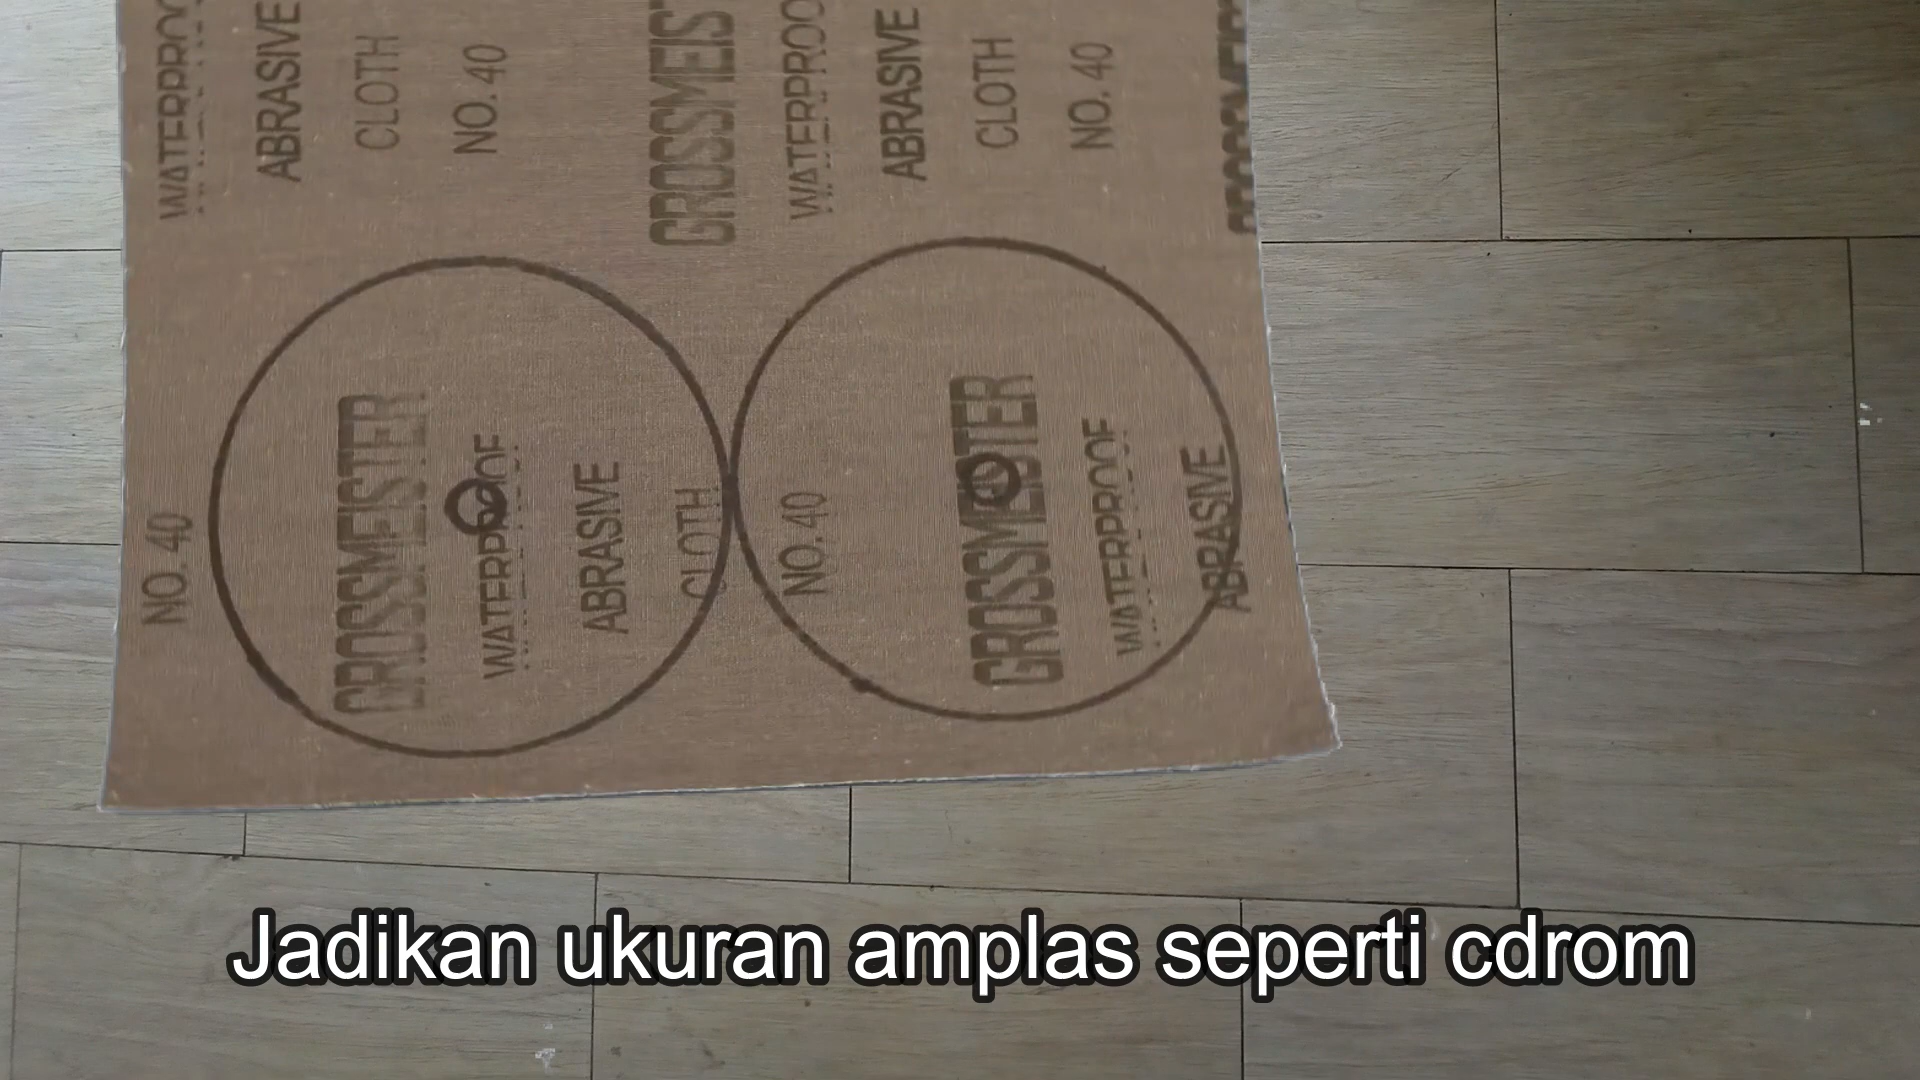 WATERPROO
ABRASIVE
CLOTH
NO. 40
GROSSMEIS
WATERPROO
ABRASIVE
CLOTH
NO. 40
NO. 40
GROSSMEISTER
WATERPROOF
ABRASIVE
CLOTH
NO. 40
GROSSMEISTER
WATERPROOF
ABRASIVE
Jadikan ukuran amplas seperti cdrom